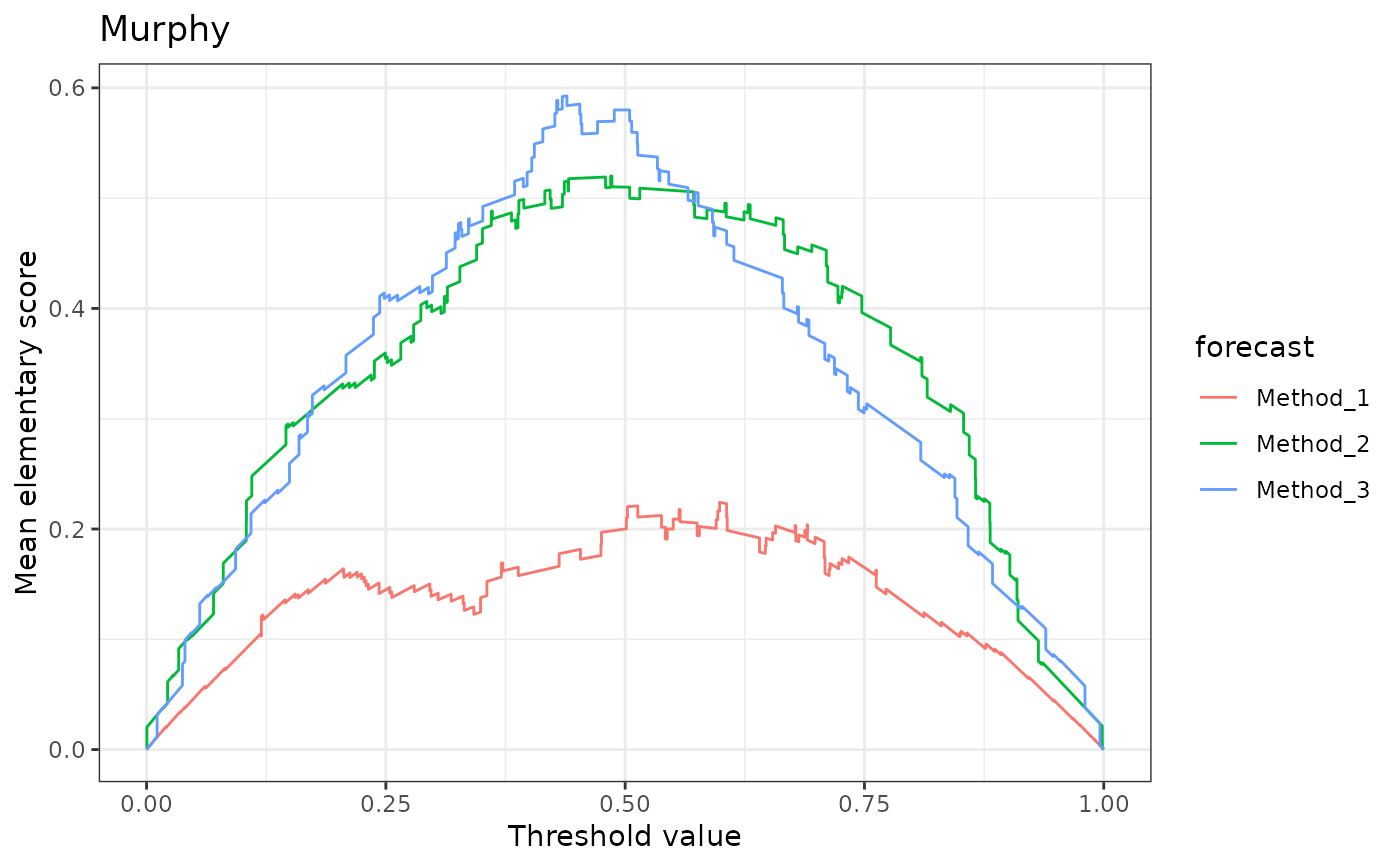 Murphy
Mean elementary score
0.6
0.4
0.2
0.0
0.00 0.25 0.50 0.75 1.00
Threshold value
forecast
Method_1
Method_2
Method_3